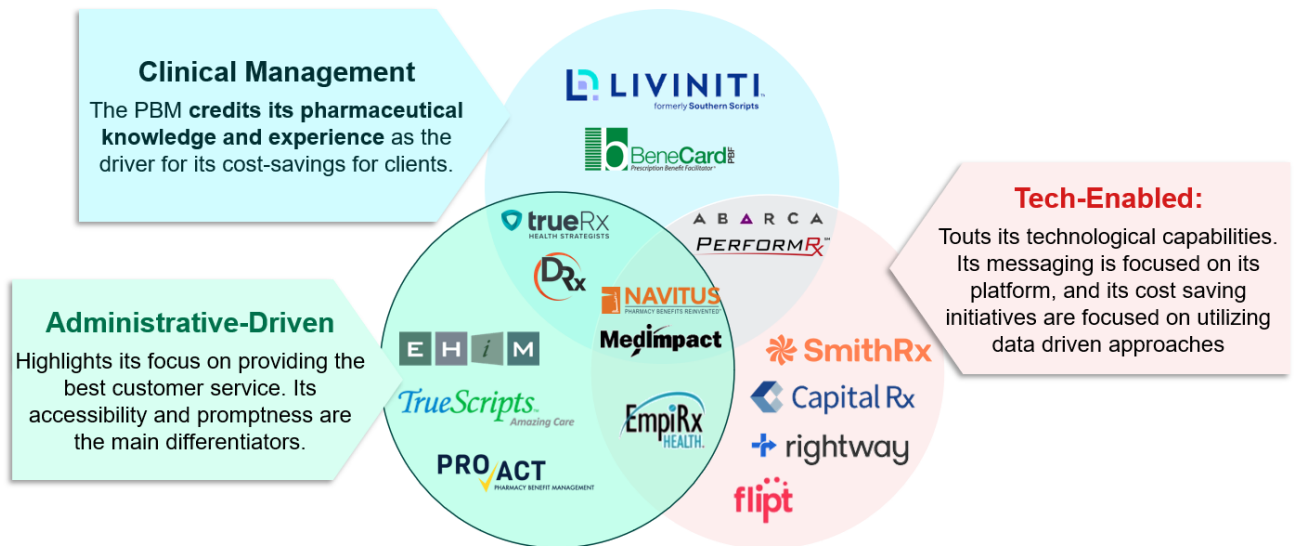 Clinical Management
The PBM credits its pharmaceutical
knowledge and experience as the
driver for its cost-savings for clients.
LIVINITI
formerly Southern Scripts
BeneCard PBF
Prescription Benefit Facilitator
trueRx
HEALTH STRATEGISTS
ABARCA
PERFORMRx
DRx
NAVITUS
PHARMACY BENEFITS REINVENTED
MedImpact
Tech-Enabled:
Touts its technological capabilities.
Its messaging is focused on its
platform, and its cost saving
initiatives are focused on utilizing
data driven approaches
Administrative-Driven
Highlights its focus on providing the
best customer service. Its
accessibility and promptness are
the main differentiators.
EHiM
TrueScripts
Amazing Care
EmpiRx
HEALTH.
PROACT
PHARMACY BENEFIT MANAGEMENT
SmithRx
Capital Rx
rightway
flipt